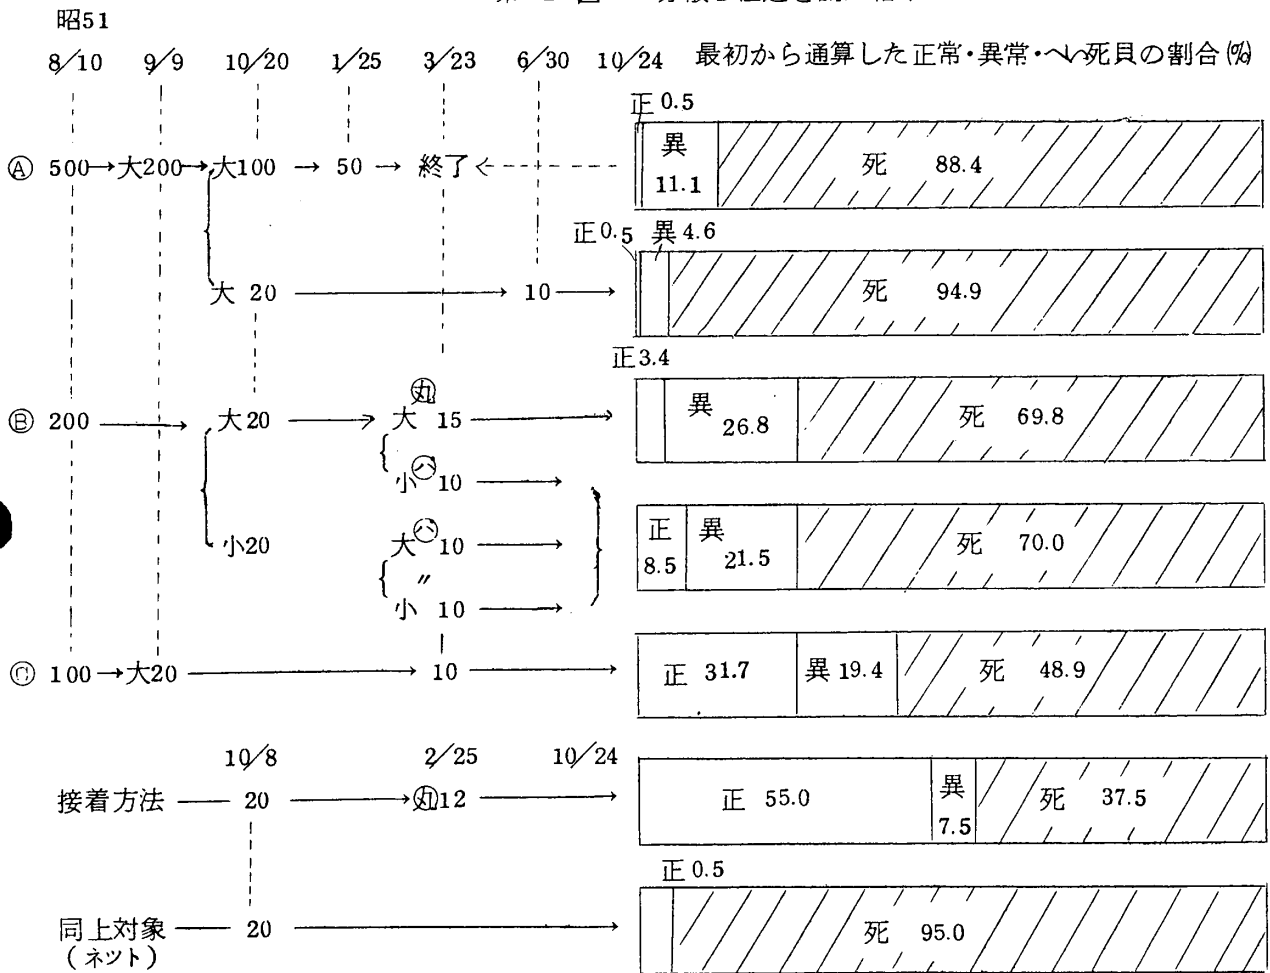 昭51
8/10 9/9 10/20 1/25 3/23 6/30 10/24 最初から通算した正常・異常・へい死貝の割合(%)
正 0.5
Ⓐ 500→大200→大100 → 50 → 終了 異 11.1 死 88.4
正0.5 異 4.6
大 20 → 10 → 死 94.9
正3.4
Ⓑ 200 → 大20 → ㊀丸 大 15 → 異 26.8 死 69.8
小 ㋩ 10 →
小20 大 10 → 正 8.5 異 21.5 死 70.0
〃
小 10 →
Ⓒ 100→大20 → 10 → 正 31.7 異 19.4 死 48.9
10/8 2/25 10/24
接着方法 — 20 → 丸12 → 正 55.0 異 7.5 死 37.5
正 0.5
同上対象 — 20 → 死 95.0
(ネット)